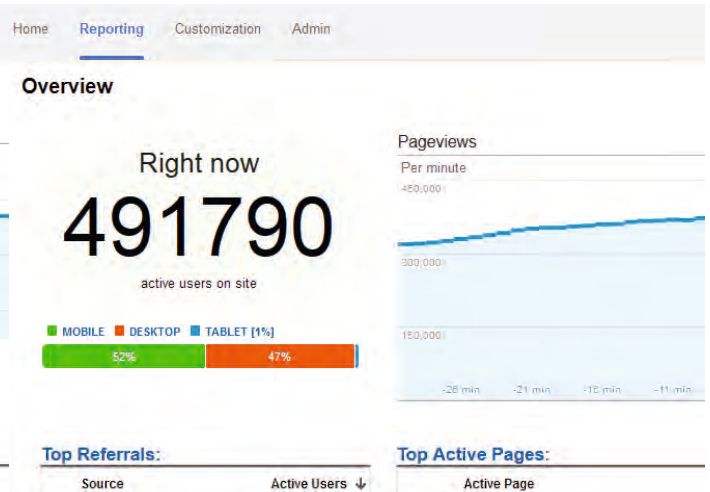 Home Reporting Customization Admin
Overview
Right now
491790
active users on site
MOBILE DESKTOP TABLET [1%]
52% 47%
Pageviews
Per minute
450,000
300,000
150,000
-26 min -21 min -16 min -11 min
Top Referrals:
Source Active Users ↓
Top Active Pages:
Active Page